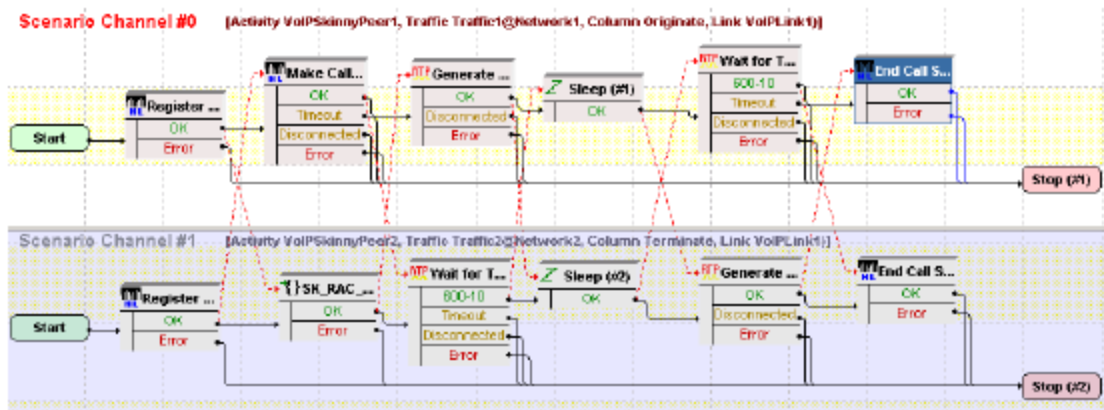 Scenario Channel #0 [Activity VoIPSkinnyPeer1, Traffic Traffic1@Network1, Column Originate, Link VoIPLink1)]
Start
Register ...
OK
Error
Make Call...
OK
Timeout
Disconnected
Error
Generate ...
OK
Disconnected
Error
Sleep (#1)
OK
Wait for T...
600-10
Timeout
Disconnected
Error
End Call S...
OK
Error
Stop (#1)
Scenario Channel #1 [Activity VoIPSkinnyPeer2, Traffic Traffic2@Network2, Column Terminate, Link VoIPLink1)]
Start
Register ...
OK
Error
{}SK_RAC_...
OK
Error
Wait for T...
600-10
Timeout
Disconnected
Error
Sleep (#2)
OK
Generate ...
OK
Disconnected
Error
End Call S...
OK
Error
Stop (#2)